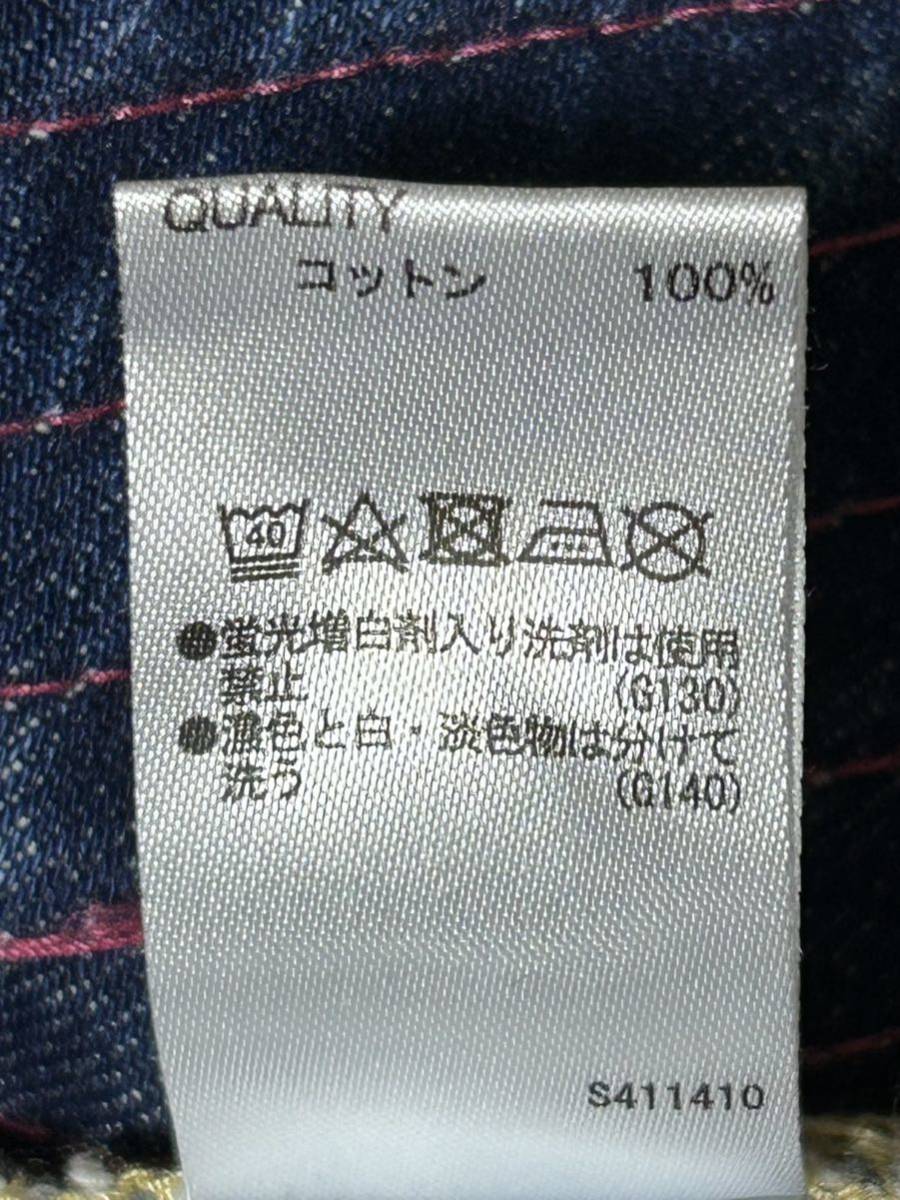 QUALITY
コットン 100%
40
●蛍光増白剤入り洗剤は使用
禁止 (G130)
●濃色と白・淡色物は分けて
洗う (G140)
S411410